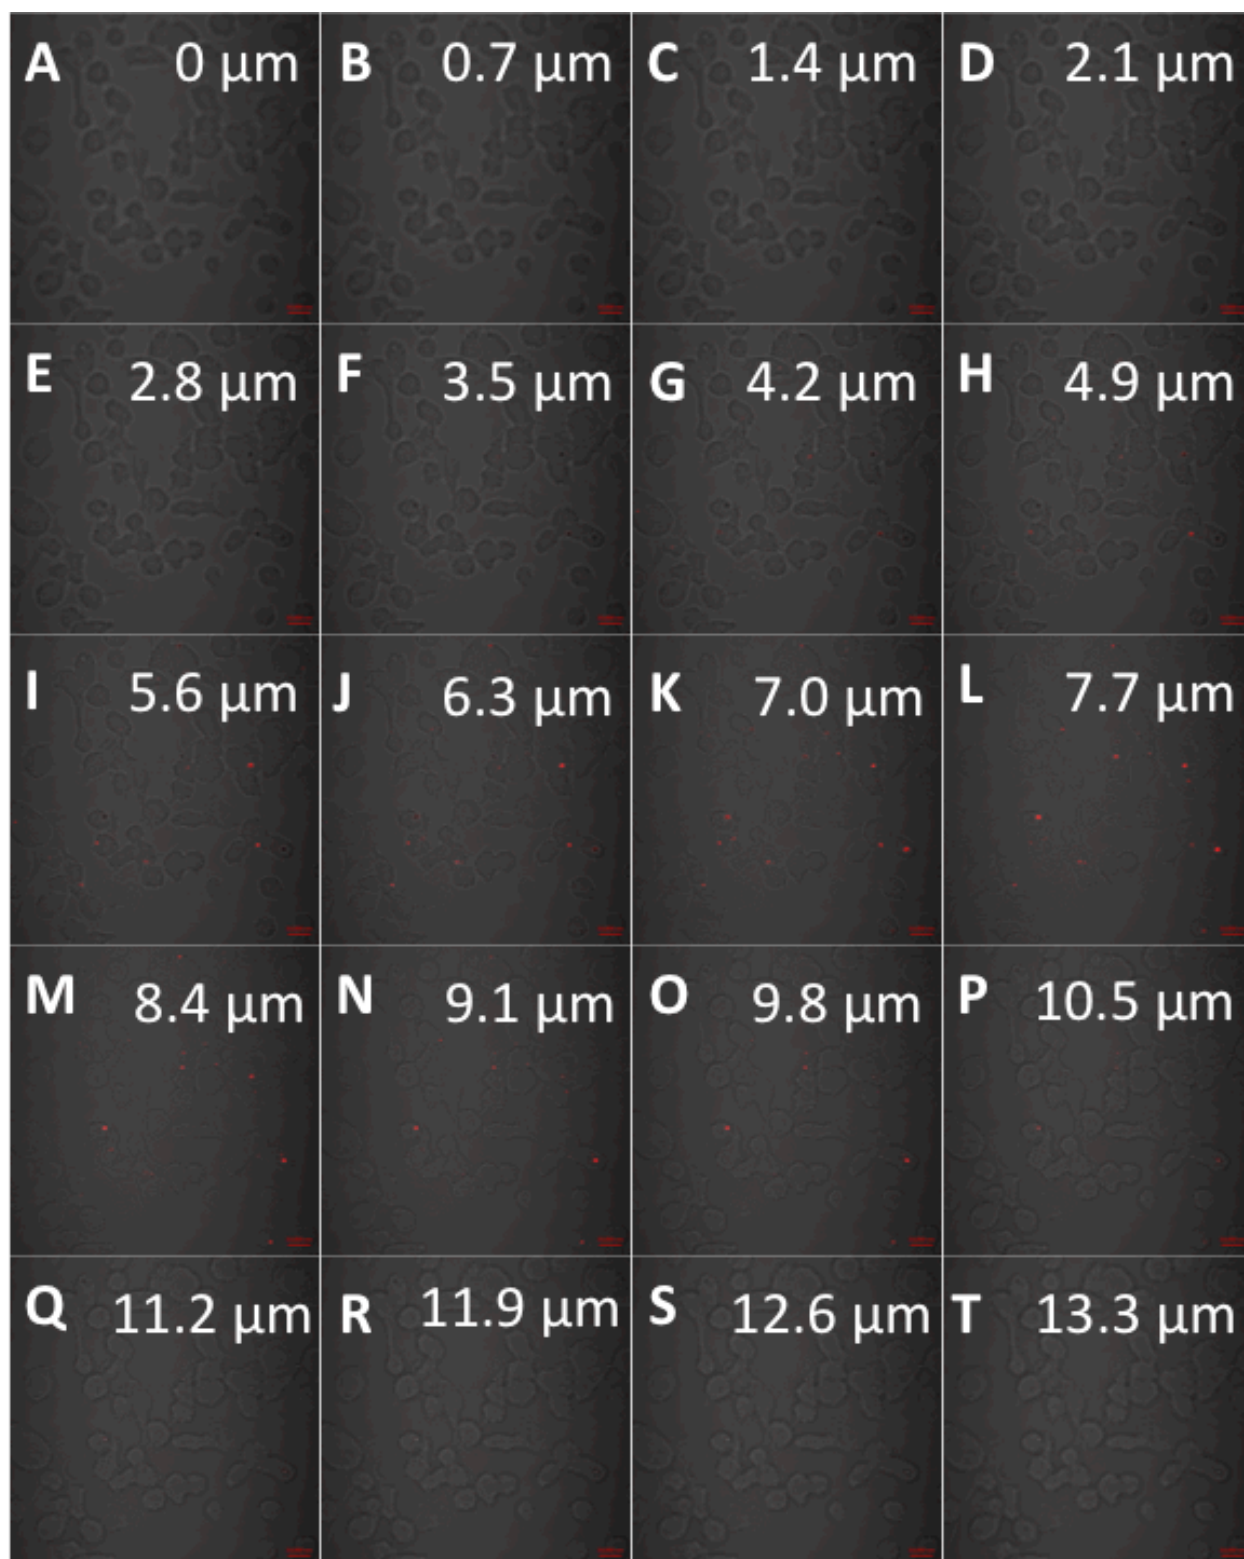 A 0 µm
B 0.7 µm
C 1.4 µm
D 2.1 µm
E 2.8 µm
F 3.5 µm
G 4.2 µm
H 4.9 µm
I 5.6 µm
J 6.3 µm
K 7.0 µm
L 7.7 µm
M 8.4 µm
N 9.1 µm
O 9.8 µm
P 10.5 µm
Q 11.2 µm
R 11.9 µm
S 12.6 µm
T 13.3 µm